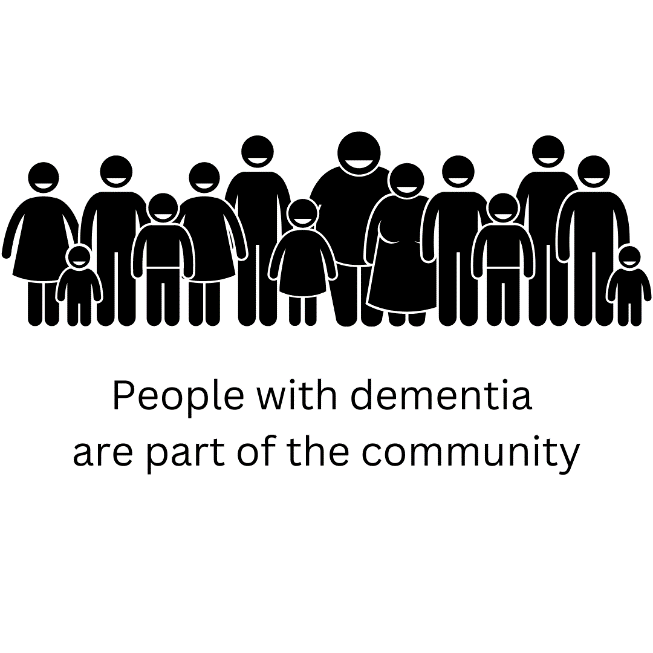 People with dementia
are part of the community